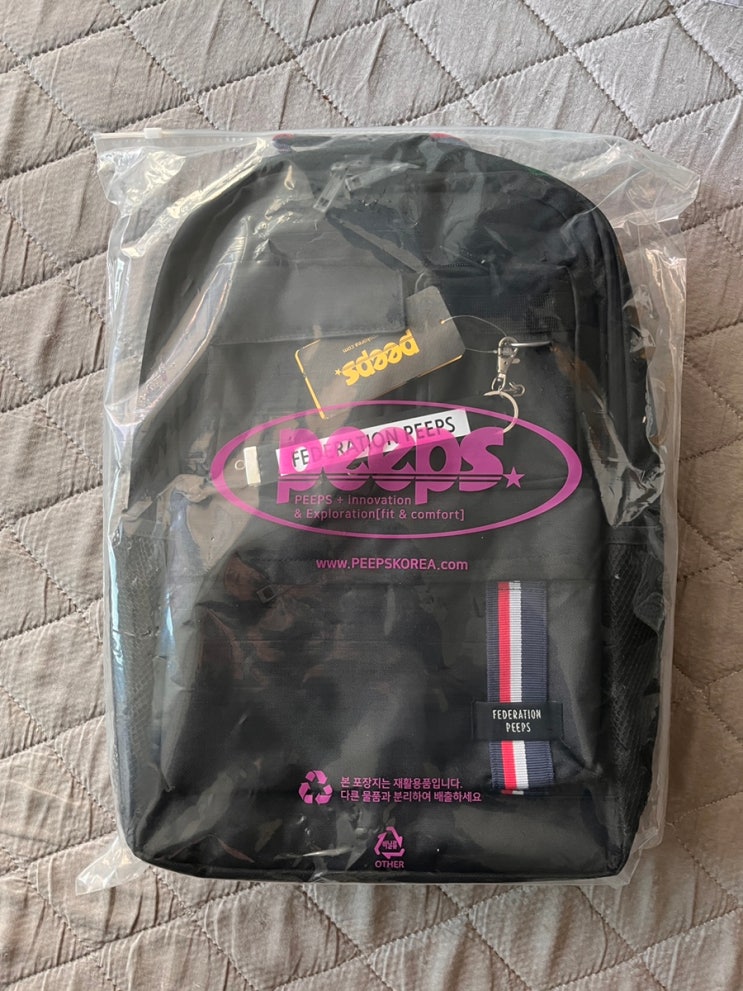 peeps
FEDERATION PEEPS
peeps
PEEPS + innovation
& Exploration[fit & comfort]
www.PEEPSKOREA.com
FEDERATION
PEEPS
본 포장지는 재활용품입니다.
다른 물품과 분리하여 배출하세요
OTHER